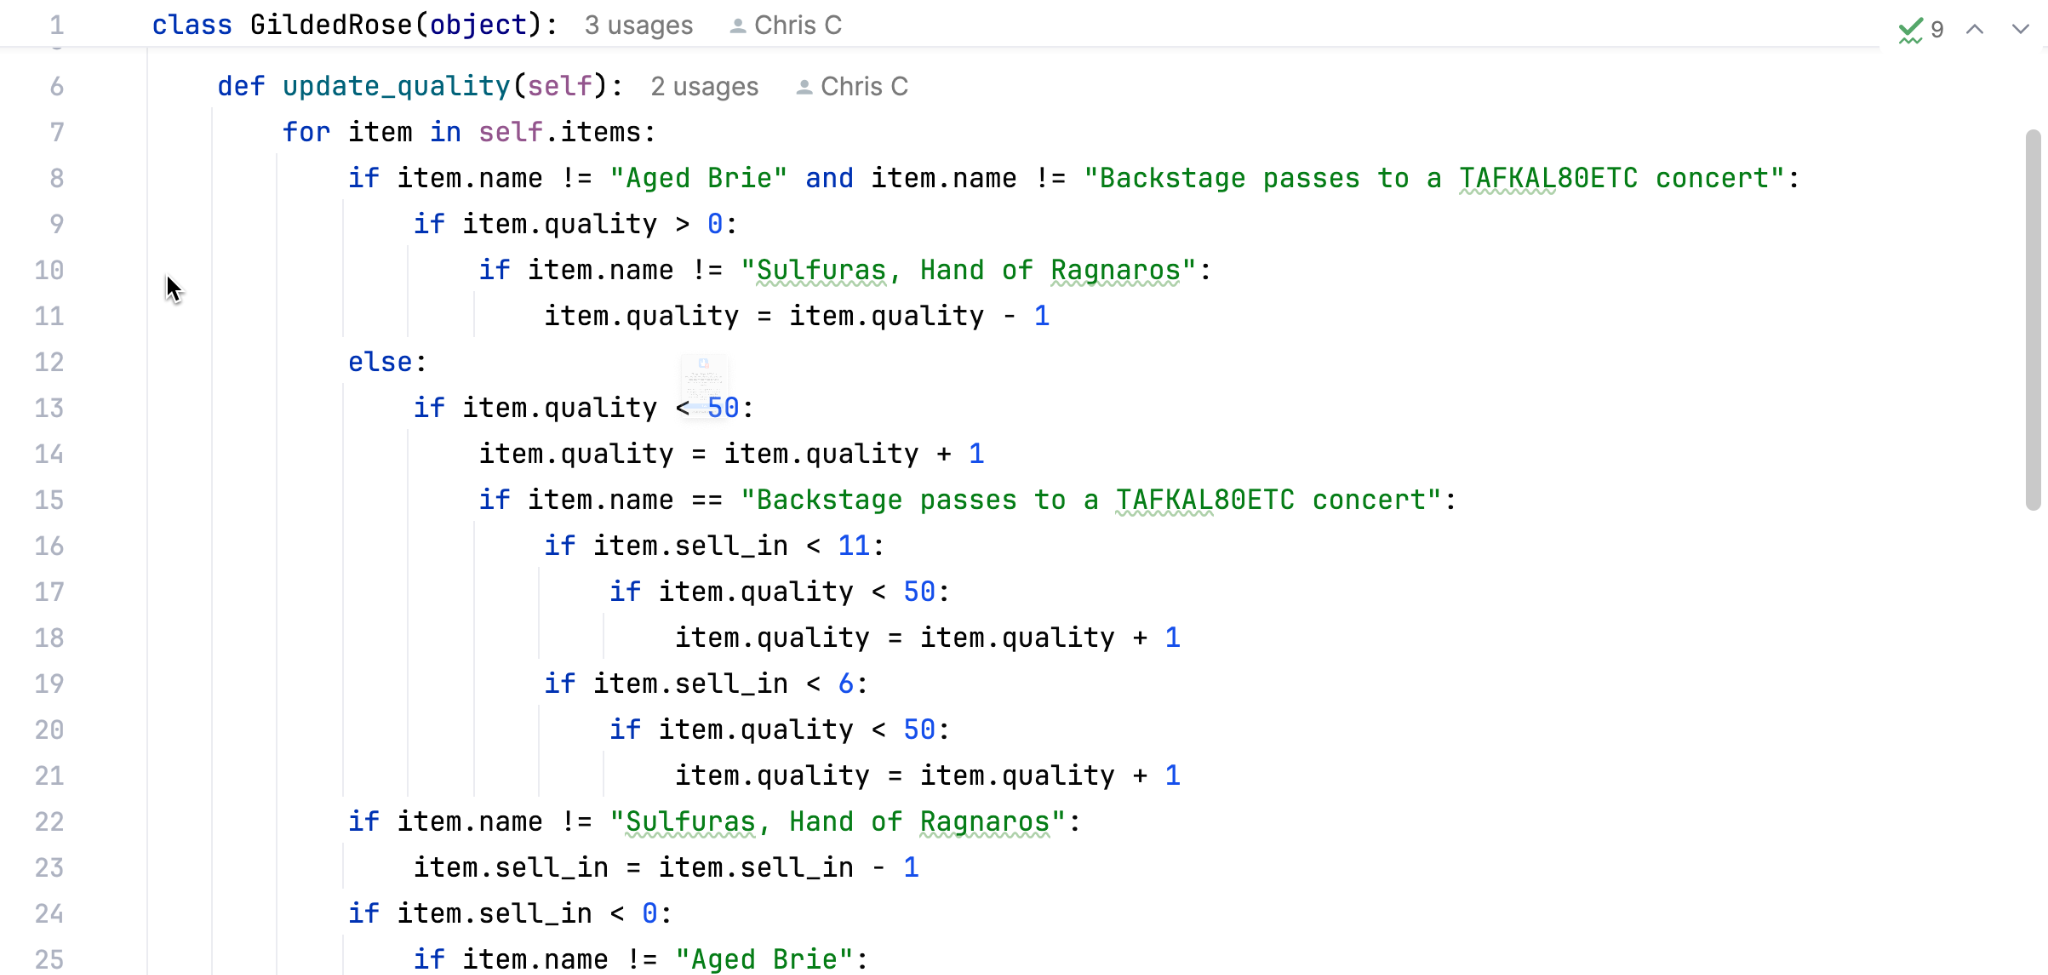 1 class GildedRose(object): 3 usages Chris C
9
6 def update_quality(self): 2 usages Chris C
7 for item in self.items:
8 if item.name != "Aged Brie" and item.name != "Backstage passes to a TAFKAL80ETC concert":
9 if item.quality > 0:
10 if item.name != "Sulfuras, Hand of Ragnaros":
11 item.quality = item.quality - 1
12 else:
13 if item.quality < 50:
14 item.quality = item.quality + 1
15 if item.name == "Backstage passes to a TAFKAL80ETC concert":
16 if item.sell_in < 11:
17 if item.quality < 50:
18 item.quality = item.quality + 1
19 if item.sell_in < 6:
20 if item.quality < 50:
21 item.quality = item.quality + 1
22 if item.name != "Sulfuras, Hand of Ragnaros":
23 item.sell_in = item.sell_in - 1
24 if item.sell_in < 0:
25 if item.name != "Aged Brie":